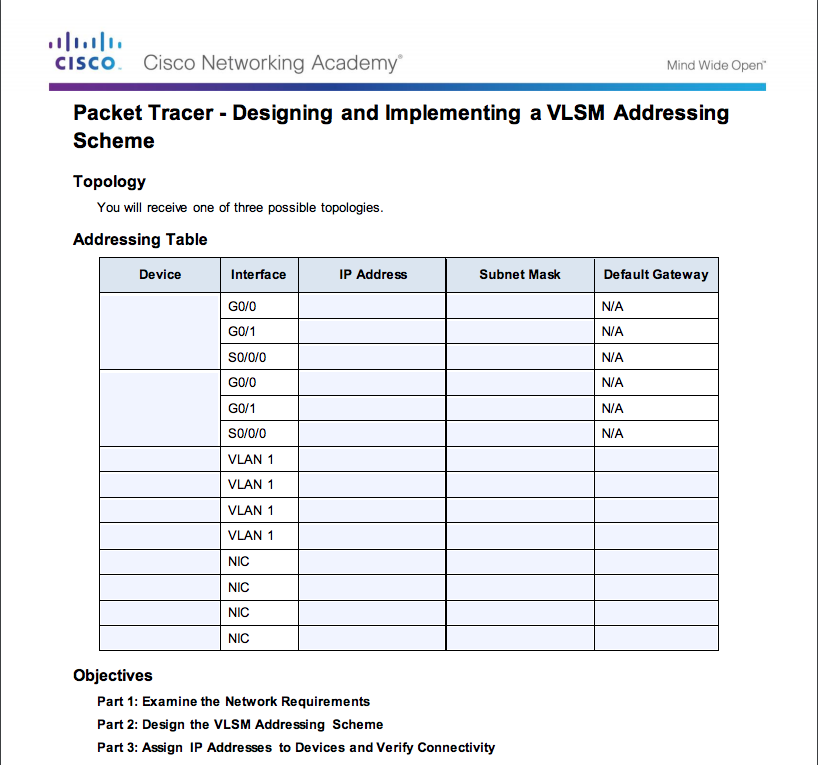 CISCO™ Cisco Networking Academy® Mind Wide Open™
Packet Tracer - Designing and Implementing a VLSM Addressing
Scheme
Topology
You will receive one of three possible topologies.
Addressing Table
Device Interface IP Address Subnet Mask Default Gateway
G0/0 N/A
G0/1 N/A
S0/0/0 N/A
G0/0 N/A
G0/1 N/A
S0/0/0 N/A
VLAN 1
VLAN 1
VLAN 1
VLAN 1
NIC
NIC
NIC
NIC
Objectives
Part 1: Examine the Network Requirements
Part 2: Design the VLSM Addressing Scheme
Part 3: Assign IP Addresses to Devices and Verify Connectivity